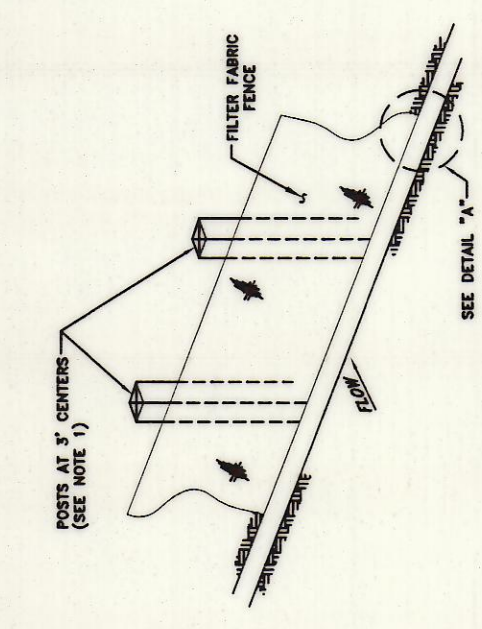 POSTS AT 3' CENTERS
(SEE NOTE 1)
FILTER FABRIC
FENCE
FLOW
SEE DETAIL "A"